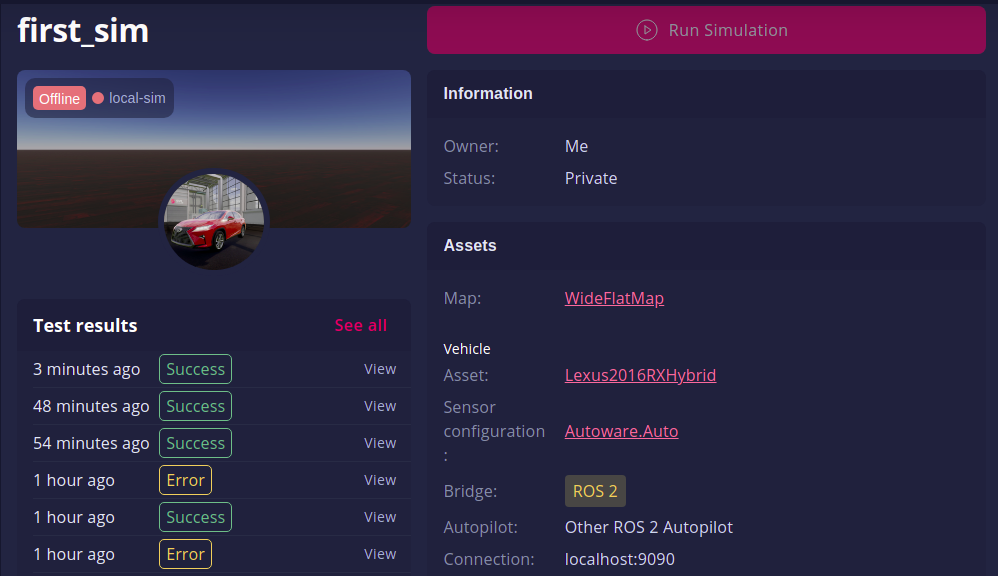 first_sim
Run Simulation
Offline
local-sim
Test results
See all
3 minutes ago Success View
48 minutes ago Success View
54 minutes ago Success View
1 hour ago Error View
1 hour ago Success View
1 hour ago Error View
Information
Owner: Me
Status: Private
Assets
Map: WideFlatMap
Vehicle
Asset: Lexus2016RXHybrid
Sensor
configuration Autoware.Auto
:
Bridge: ROS 2
Autopilot: Other ROS 2 Autopilot
Connection: localhost:9090